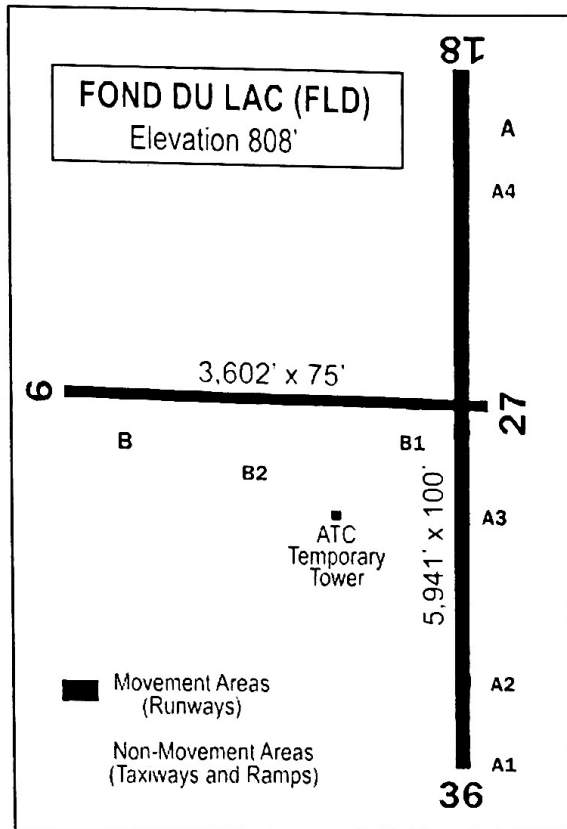 18
FOND DU LAC (FLD)
Elevation 808'
A
A4
3,602' x 75'
9
27
B
B1
B2
5,941' x 100'
A3
ATC
Temporary
Tower
Movement Areas
(Runways)
A2
Non-Movement Areas
(Taxiways and Ramps)
A1
36